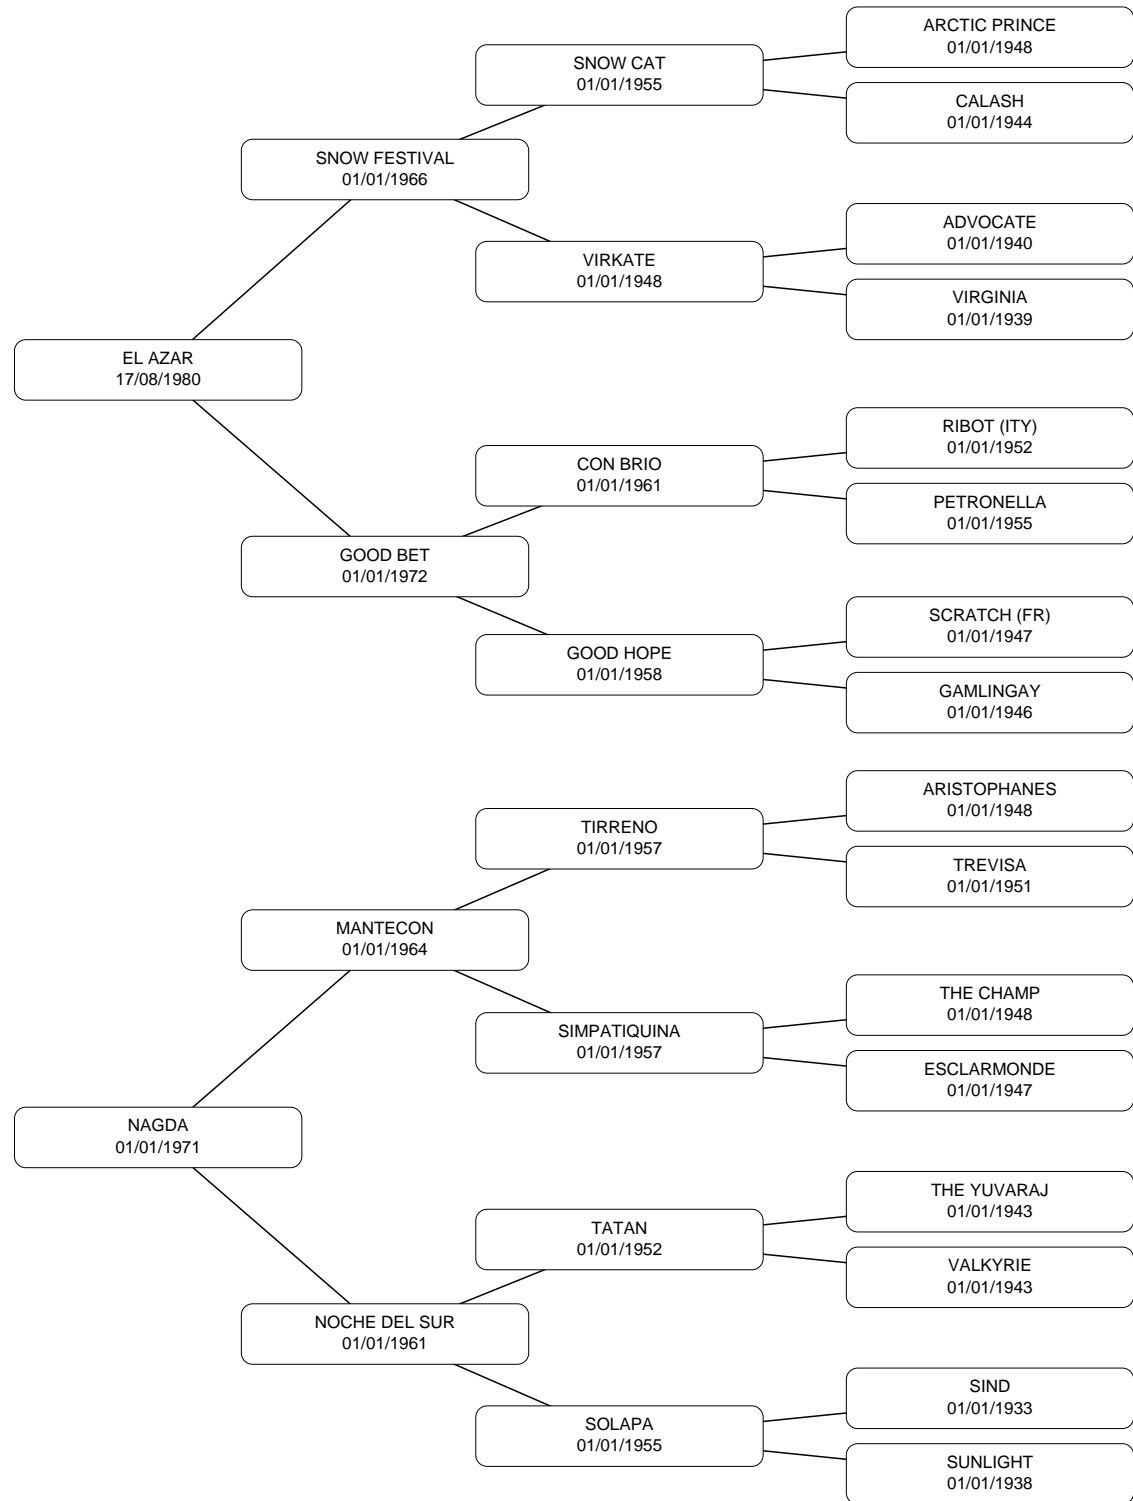 ARCTIC PRINCE
01/01/1948
SNOW CAT
01/01/1955
CALASH
01/01/1944
SNOW FESTIVAL
01/01/1966
ADVOCATE
01/01/1940
VIRKATE
01/01/1948
VIRGINIA
01/01/1939
EL AZAR
17/08/1980
RIBOT (ITY)
01/01/1952
CON BRIO
01/01/1961
PETRONELLA
01/01/1955
GOOD BET
01/01/1972
SCRATCH (FR)
01/01/1947
GOOD HOPE
01/01/1958
GAMLINGAY
01/01/1946
ARISTOPHANES
01/01/1948
TIRRENO
01/01/1957
TREVISA
01/01/1951
MANTECON
01/01/1964
THE CHAMP
01/01/1948
SIMPATIQUINA
01/01/1957
ESCLARMONDE
01/01/1947
NAGDA
01/01/1971
THE YUVARAJ
01/01/1943
TATAN
01/01/1952
VALKYRIE
01/01/1943
NOCHE DEL SUR
01/01/1961
SIND
01/01/1933
SOLAPA
01/01/1955
SUNLIGHT
01/01/1938